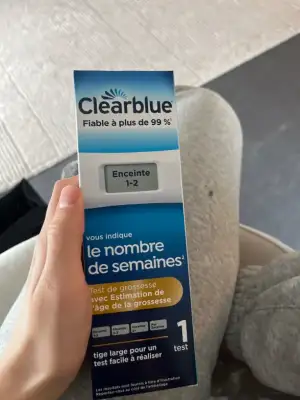 Clearblue
Fiable à plus de 99 %
Enceinte
1-2
vous indique
le nombre
de semaines
Test de grossesse
avec Estimation de
l'âge de la grossesse
1
test
tige large pour un
test facile à réaliser